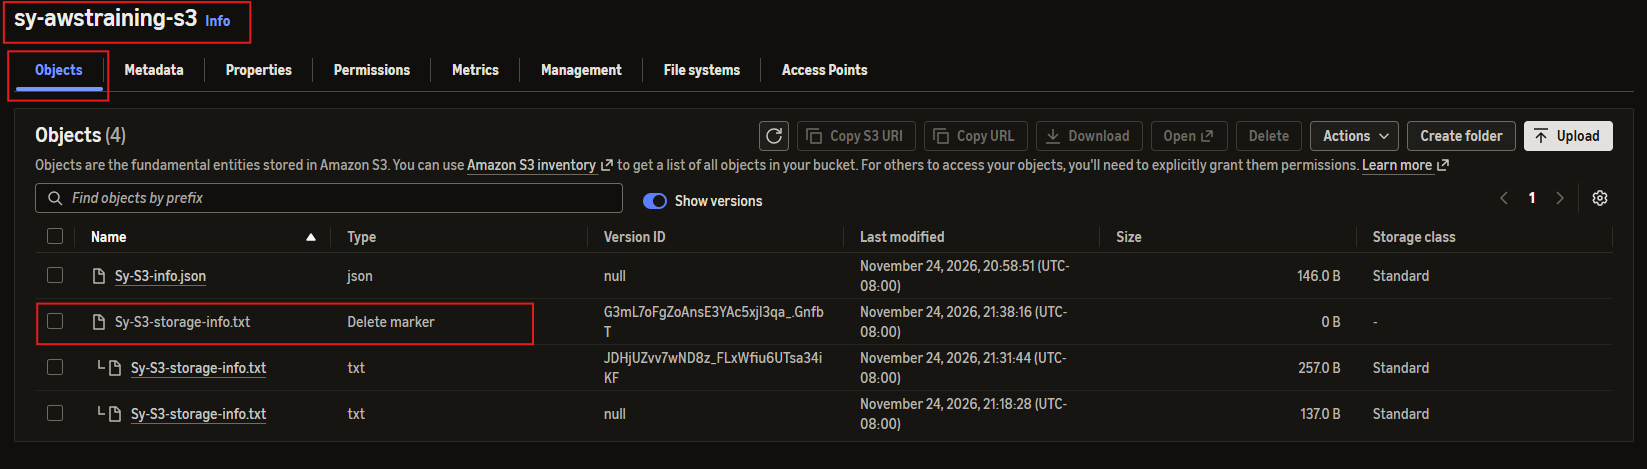 sy-awstraining-s3 Info
Objects Metadata Properties Permissions Metrics Management File systems Access Points
Objects (4) Copy S3 URI Copy URL Download Open Delete Actions Create folder Upload
Objects are the fundamental entities stored in Amazon S3. You can use Amazon S3 inventory to get a list of all objects in your bucket. For others to access your objects, you'll need to explicitly grant them permissions. Learn more
Find objects by prefix Show versions 1
Name Type Version ID Last modified Size Storage class
Sy-S3-info.json json null November 24, 2026, 20:58:51 (UTC-
08:00) 146.0 B Standard
Sy-S3-storage-info.txt Delete marker G3mL7oFgZoAnsE3YAc5xjI3qa_.Gnfb
T November 24, 2026, 21:38:16 (UTC-
08:00) 0 B -
Sy-S3-storage-info.txt txt JDHjUZvv7wND8z_FLxWfiu6UTsa34i
KF November 24, 2026, 21:31:44 (UTC-
08:00) 257.0 B Standard
Sy-S3-storage-info.txt txt null November 24, 2026, 21:18:28 (UTC-
08:00) 137.0 B Standard